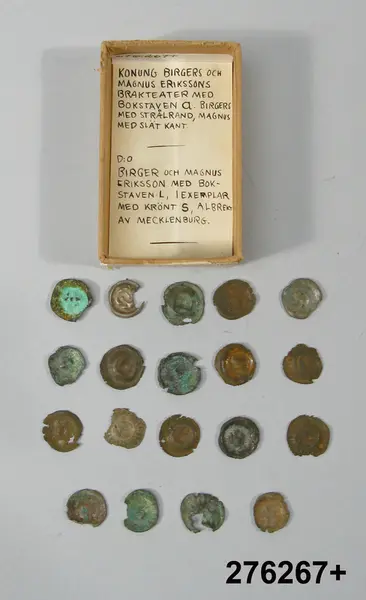 KONUNG BIRGERS OCH
MAGNUS ERIKSSONS
BRAKTEATER MED
BOKSTAVEN A. BIRGERS
MED STRÅLRAND, MAGNUS
MED SLÄT KANT
D:O
BIRGER OCH MAGNUS
ERIKSSON MED BOK-
STAVEN L, 1 EXEMPLAR
MED KRÖNT S, ALBREKT
AV MECKLENBURG.
276267+